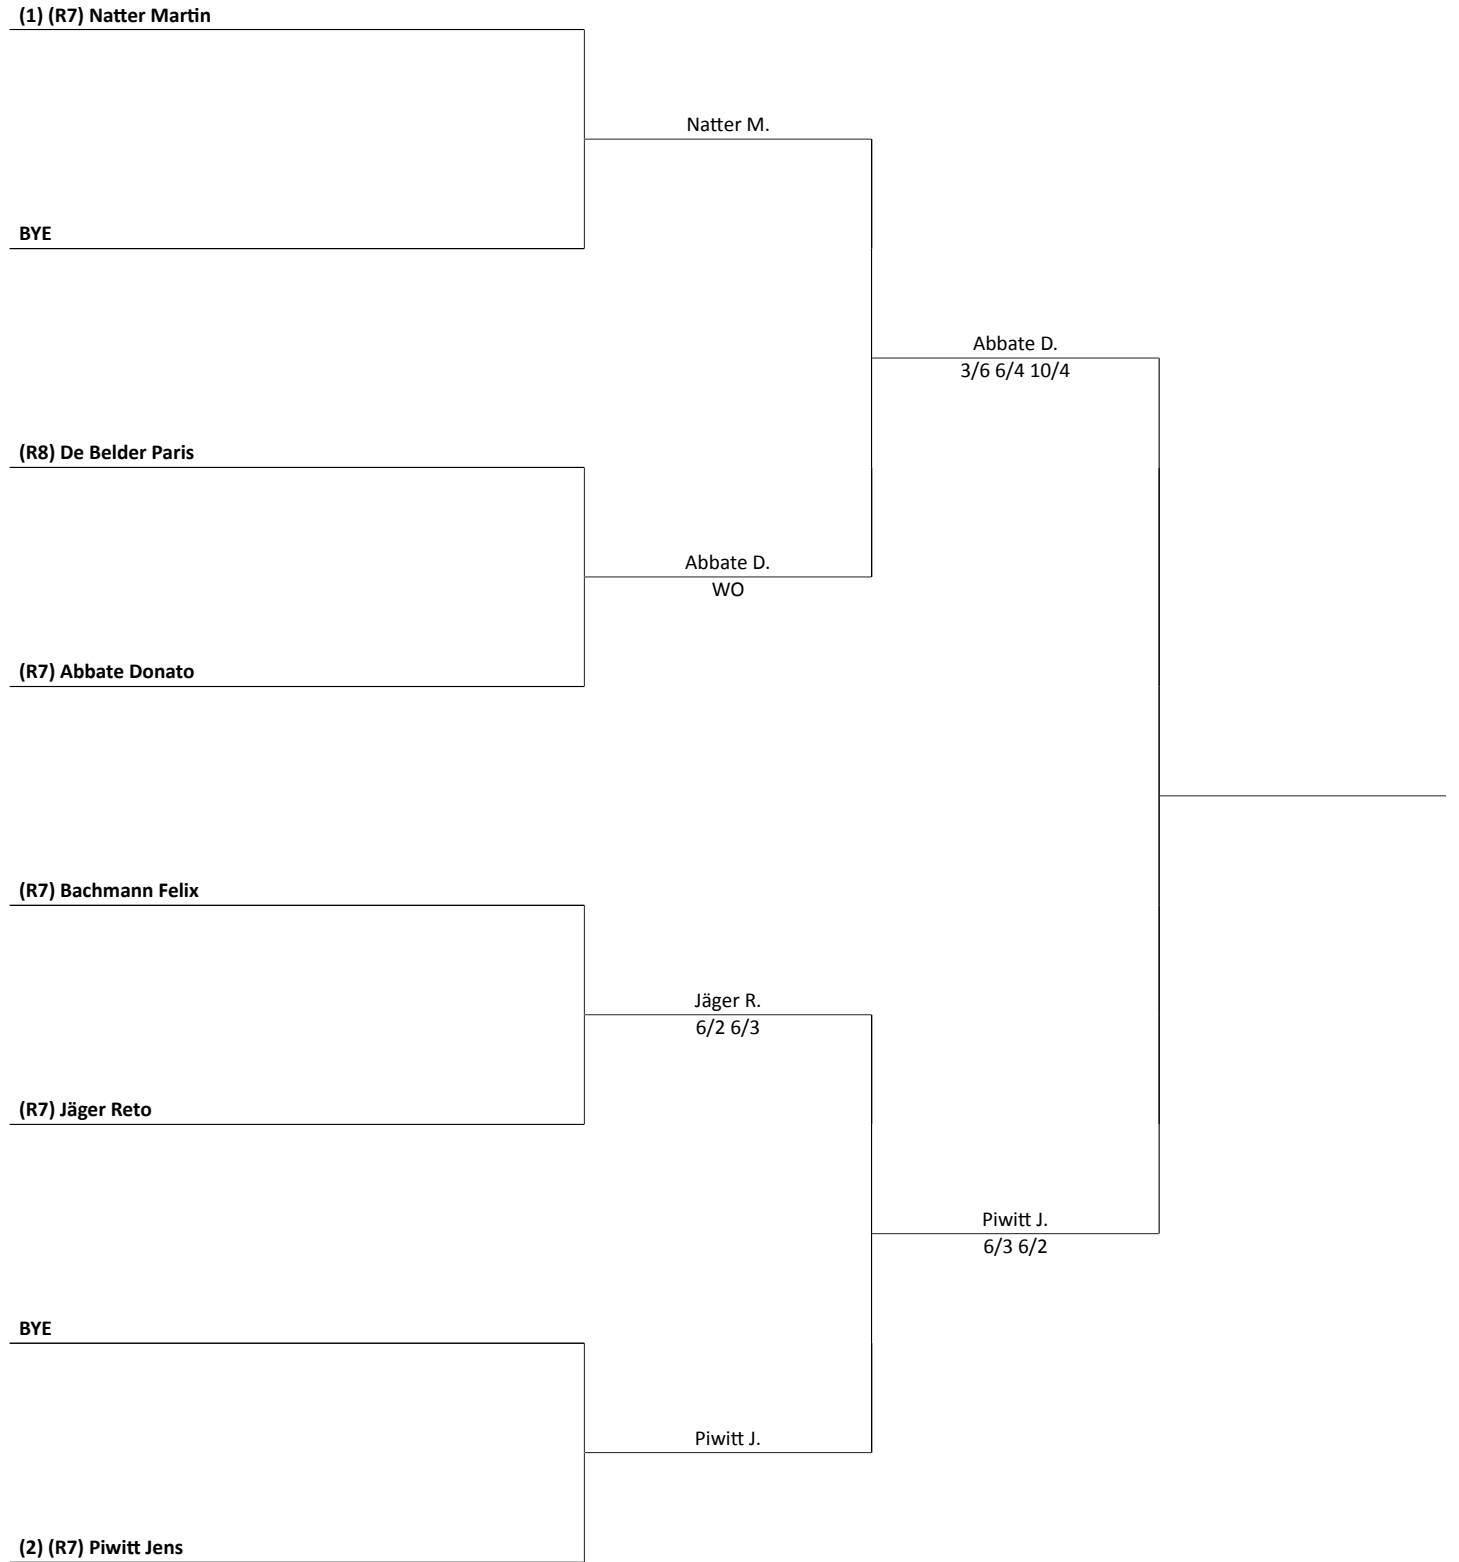 (1) (R7) Natter Martin
Natter M.
BYE
Abbate D.
3/6 6/4 10/4
(R8) De Belder Paris
Abbate D.
WO
(R7) Abbate Donato
(R7) Bachmann Felix
Jäger R.
6/2 6/3
(R7) Jäger Reto
Piwitt J.
6/3 6/2
BYE
Piwitt J.
(2) (R7) Piwitt Jens